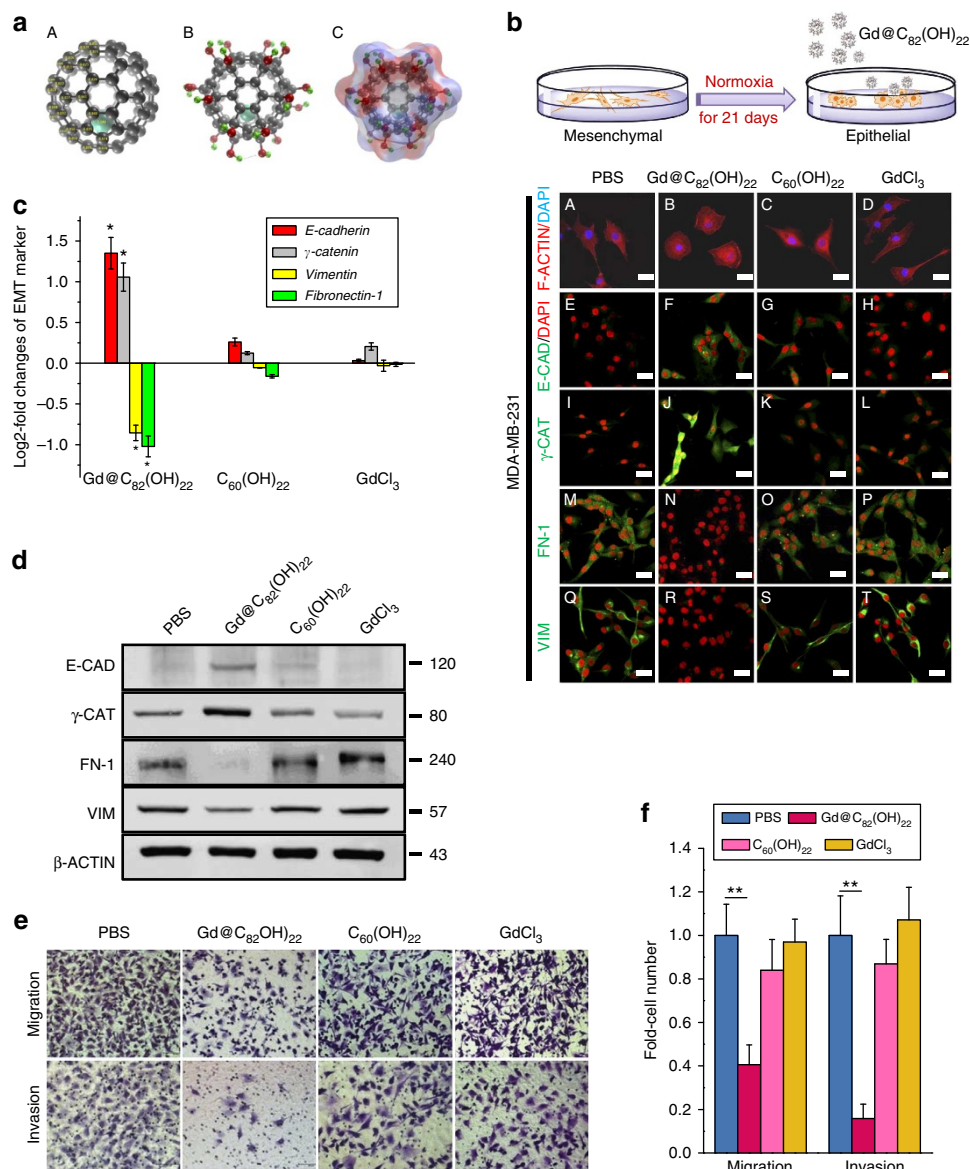 a
A
B
C
b
Gd@C82(OH)22
Normoxia
for 21 days
Mesenchymal
Epithelial
c
Log2-fold changes of EMT marker
1.5
1.0
0.5
0.0
−0.5
−1.0
*
*
*
*
E-cadherin
γ-catenin
Vimentin
Fibronectin-1
Gd@C82(OH)22
C60(OH)22
GdCl3
PBS
Gd@C82(OH)22
C60(OH)22
GdCl3
MDA-MB-231
F-ACTIN/DAPI
A
B
C
D
E-CAD/DAPI
E
F
G
H
γ-CAT
I
J
K
L
FN-1
M
N
O
P
VIM
Q
R
S
T
d
PBS
Gd@C82(OH)22
C60(OH)22
GdCl3
E-CAD
120
γ-CAT
80
FN-1
240
VIM
57
β-ACTIN
43
e
PBS
Gd@C82OH)22
C60(OH)22
GdCl3
Migration
Invasion
f
PBS
Gd@C82(OH)22
C60(OH)22
GdCl3
Fold-cell number
1.4
1.2
1.0
0.8
0.6
0.4
0.2
0.0
**
**
Migration
Invasion